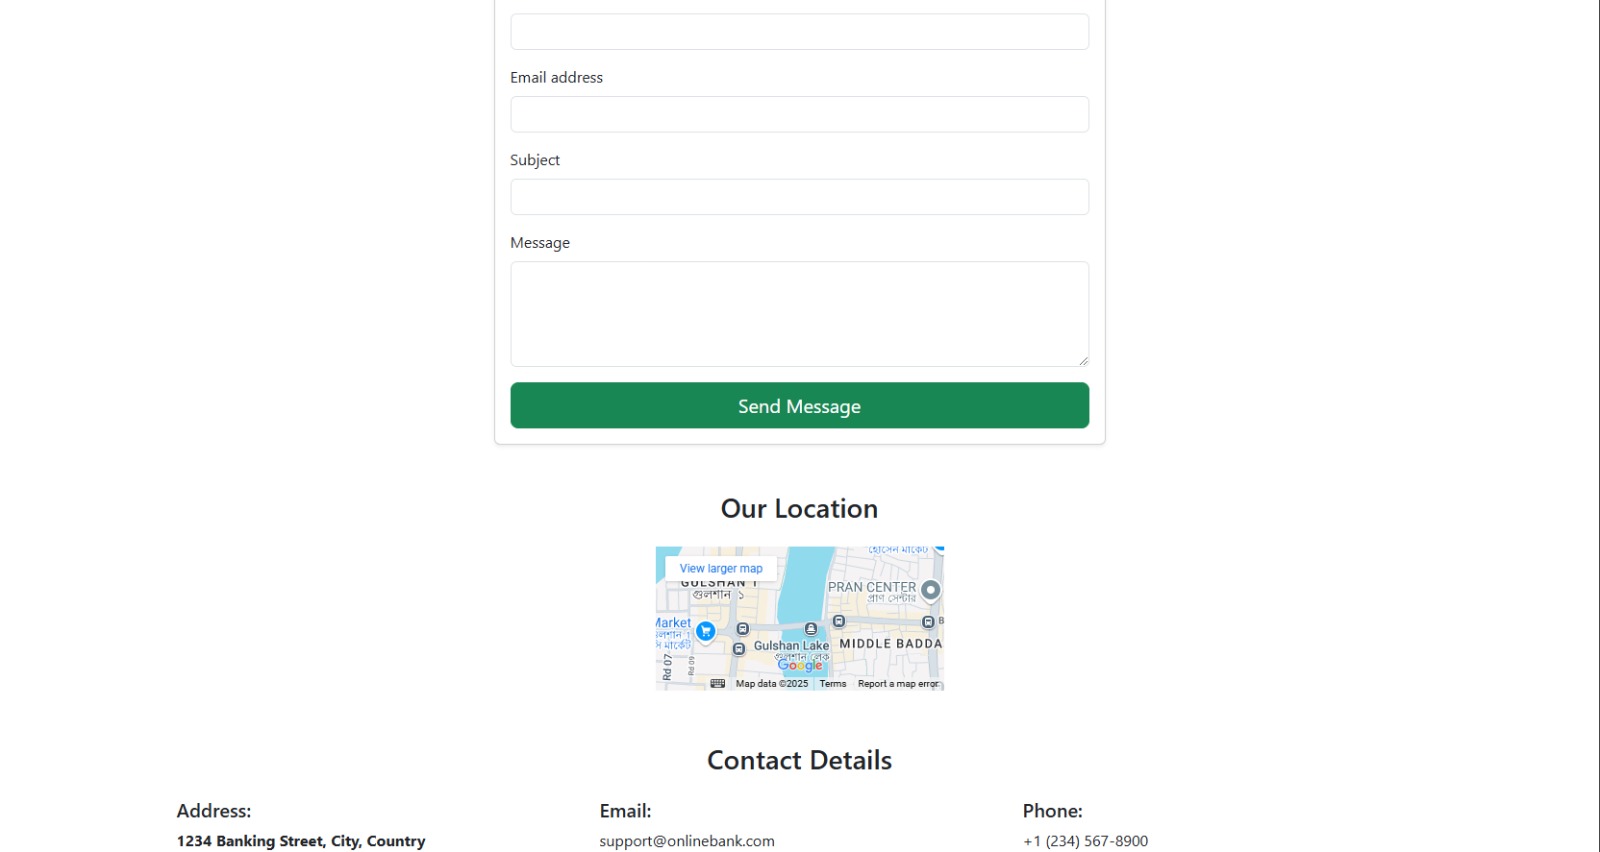 Email address
Subject
Message
Send Message
Our Location
View larger map
GULSHAN 1
গুলশান ১
হোসেন মার্কেট
PRAN CENTER
প্রাণ সেন্টার
Market
মার্কেট
Gulshan Lake
গুলশান লেক
MIDDLE BADDA
Rd 07
Rd 09
Google
Map data ©2025
Terms
Report a map error
Contact Details
Address:
1234 Banking Street, City, Country
Email:
support@onlinebank.com
Phone:
+1 (234) 567-8900